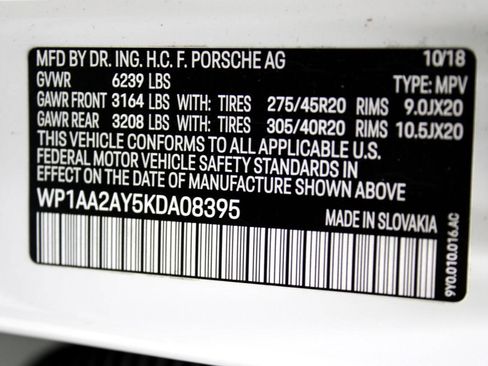 MFD BY DR. ING. H.C. F. PORSCHE AG 10/18
GVWR 6239 LBS TYPE: MPV
GAWR FRONT 3164 LBS WITH: TIRES 275/45R20 RIMS 9.0JX20
GAWR REAR 3208 LBS WITH: TIRES 305/40R20 RIMS 10.5JX20
THIS VEHICLE CONFORMS TO ALL APPLICABLE U.S.
FEDERAL MOTOR VEHICLE SAFETY STANDARDS IN
EFFECT ON THE DATE OF MANUFACTURE SHOWN ABOVE
WP1AA2AY5KDA08395 MADE IN SLOVAKIA
9Y0.010.016.AC